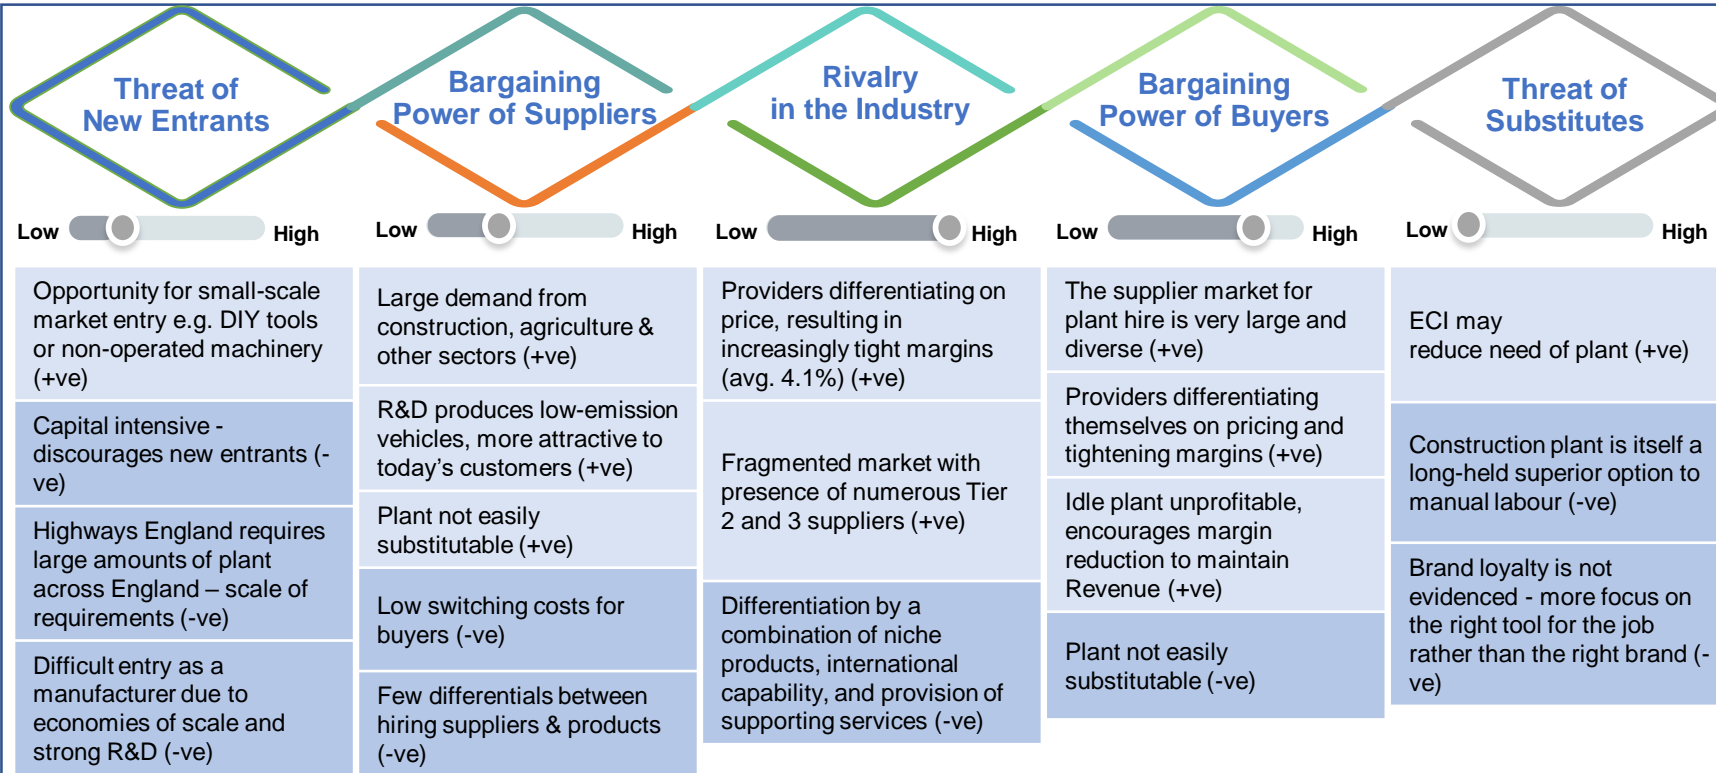 Threat of
New Entrants
Bargaining
Power of Suppliers
Rivalry
in the Industry
Bargaining
Power of Buyers
Threat of
Substitutes
Low
High
Low
High
Low
High
Low
High
Low
High
Opportunity for small-scale
market entry e.g. DIY tools
or non-operated machinery
(+ve)
Capital intensive -
discourages new entrants (-
ve)
Highways England requires
large amounts of plant
across England – scale of
requirements (-ve)
Difficult entry as a
manufacturer due to
economies of scale and
strong R&D (-ve)
Large demand from
construction, agriculture &
other sectors (+ve)
R&D produces low-emission
vehicles, more attractive to
today's customers (+ve)
Plant not easily
substitutable (+ve)
Low switching costs for
buyers (-ve)
Few differentials between
hiring suppliers & products
(-ve)
Providers differentiating on
price, resulting in
increasingly tight margins
(avg. 4.1%) (+ve)
Fragmented market with
presence of numerous Tier
2 and 3 suppliers (+ve)
Differentiation by a
combination of niche
products, international
capability, and provision of
supporting services (-ve)
The supplier market for
plant hire is very large and
diverse (+ve)
Providers differentiating
themselves on pricing and
tightening margins (+ve)
Idle plant unprofitable,
encourages margin
reduction to maintain
Revenue (+ve)
Plant not easily
substitutable (-ve)
ECI may
reduce need of plant (+ve)
Construction plant is itself a
long-held superior option to
manual labour (-ve)
Brand loyalty is not
evidenced - more focus on
the right tool for the job
rather than the right brand (-
ve)